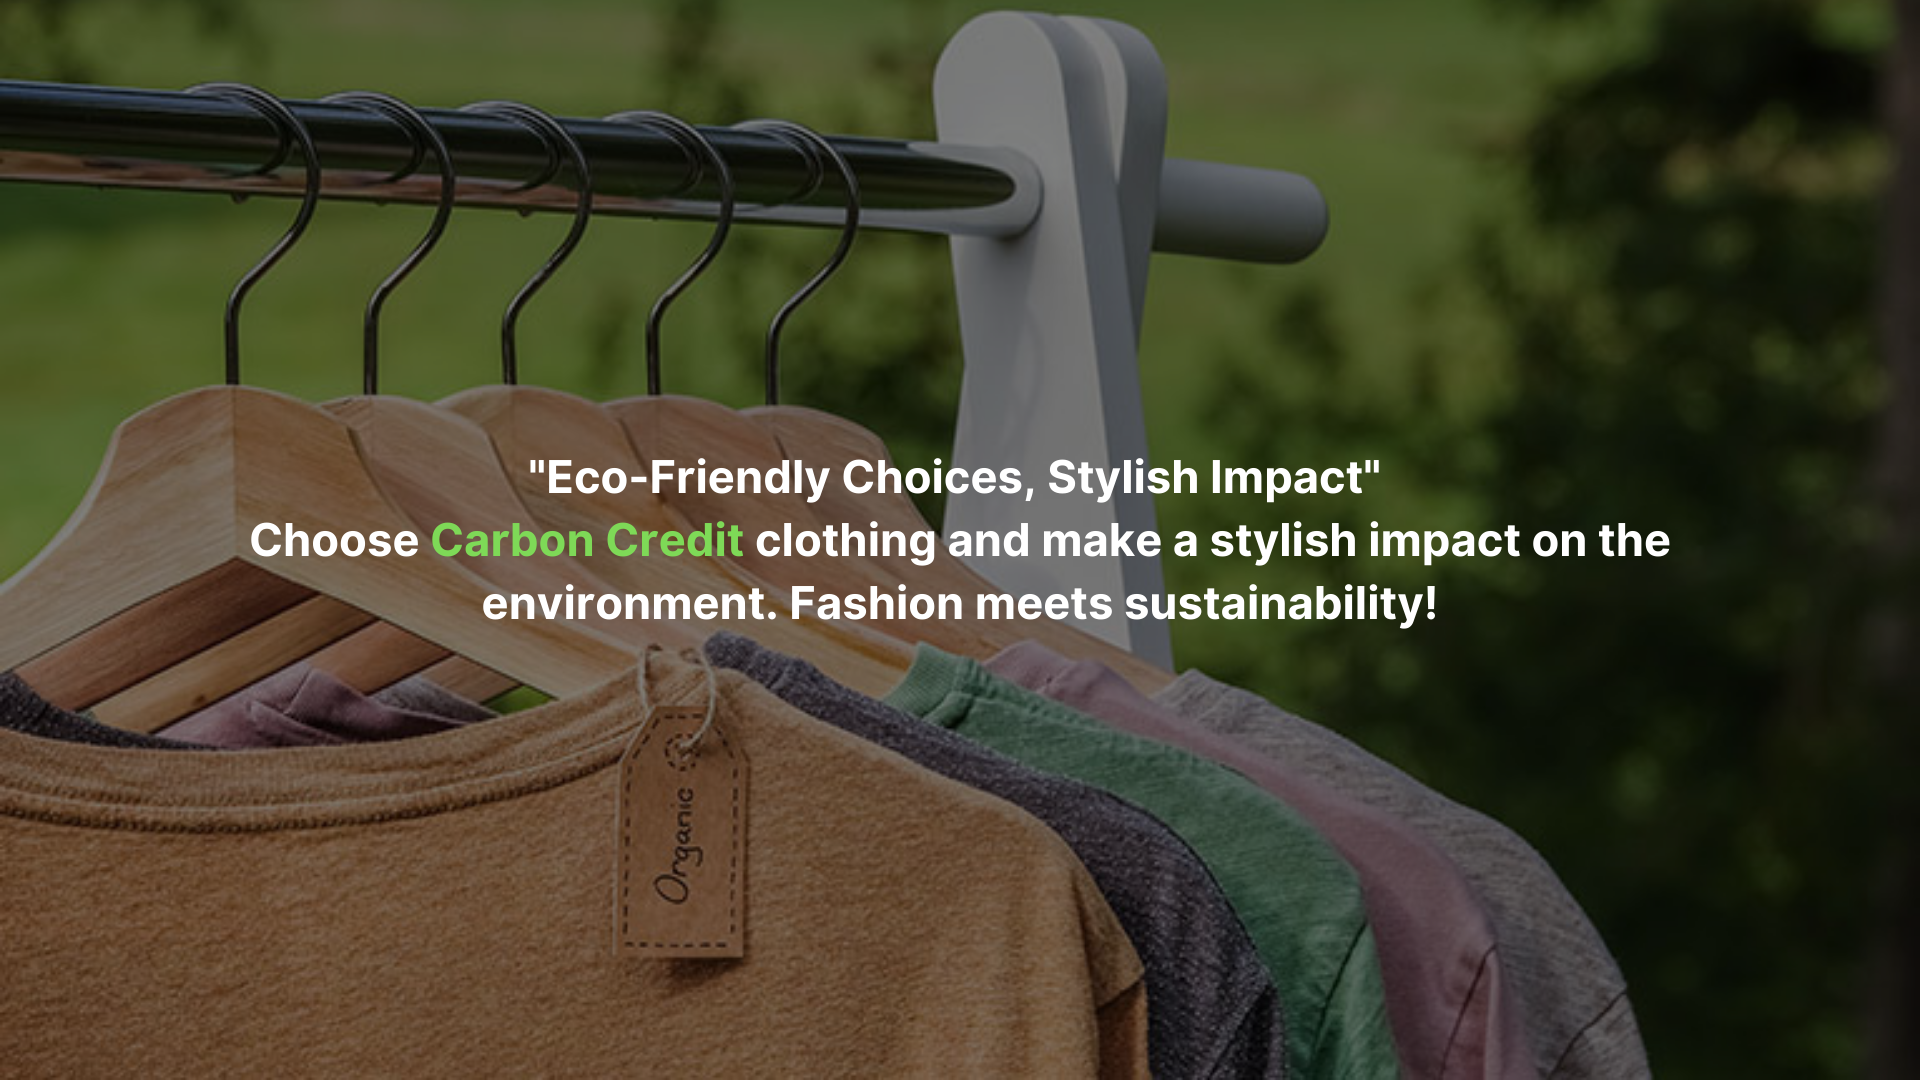 "Eco-Friendly Choices, Stylish Impact"
Choose Carbon Credit clothing and make a stylish impact on the
environment. Fashion meets sustainability!
Organic